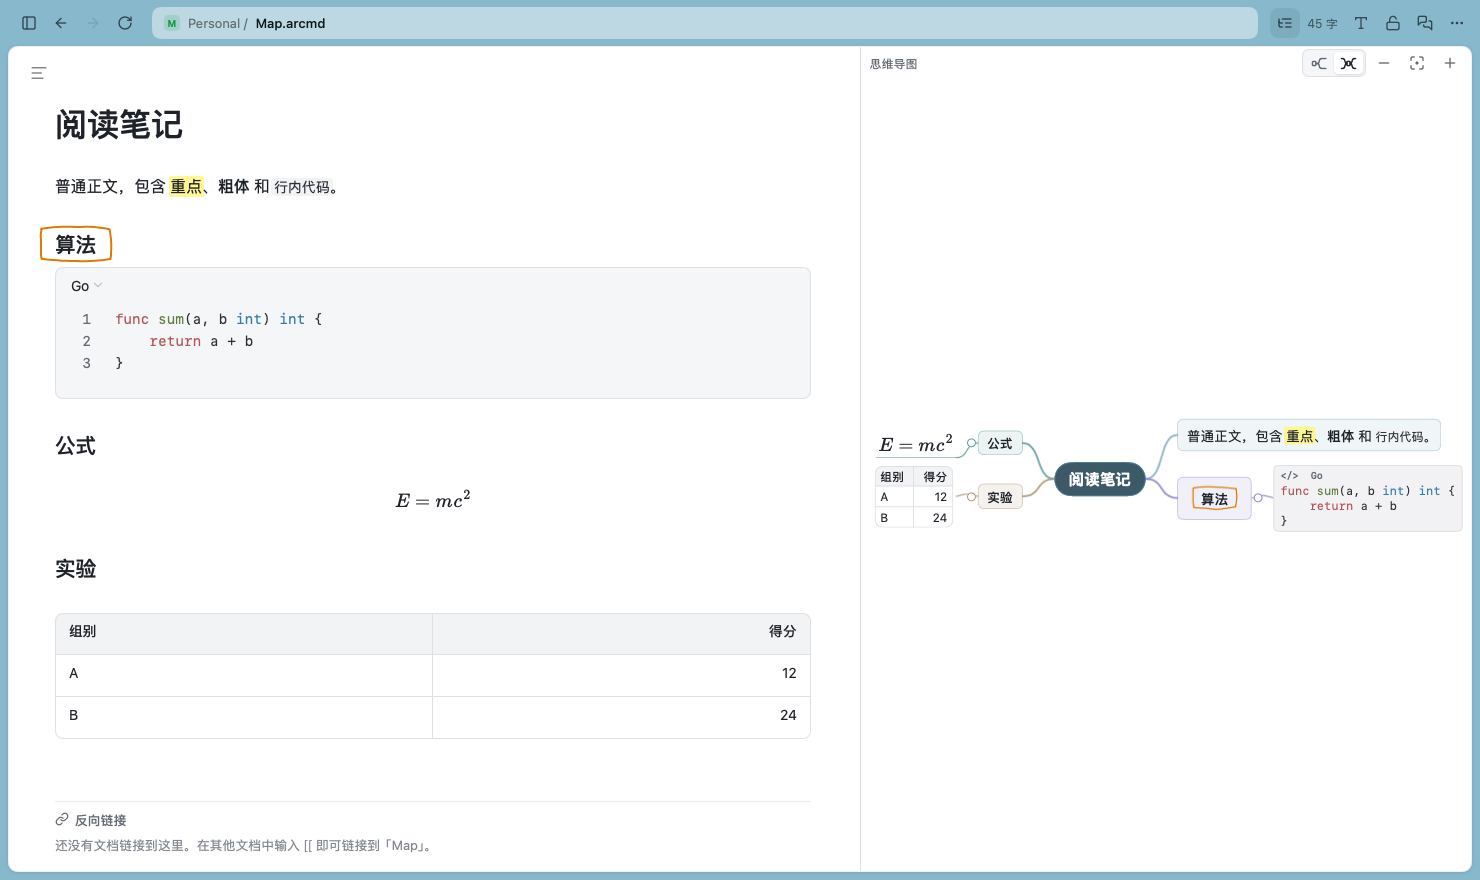 M Personal / Map.arcmd
45 字
阅读笔记
普通正文，包含 重点、粗体 和 行内代码。
算法
Go
1 func sum(a, b int) int {
2     return a + b
3 }
公式
E = mc²
实验
组别 得分
A 12
B 24
反向链接
还没有文档链接到这里。在其他文档中输入 [[ 即可链接到「Map」。
思维导图
E = mc²
公式
组别 得分
A 12
B 24
实验
阅读笔记
普通正文，包含 重点、粗体 和 行内代码。
算法
</> Go
func sum(a, b int) int {
    return a + b
}